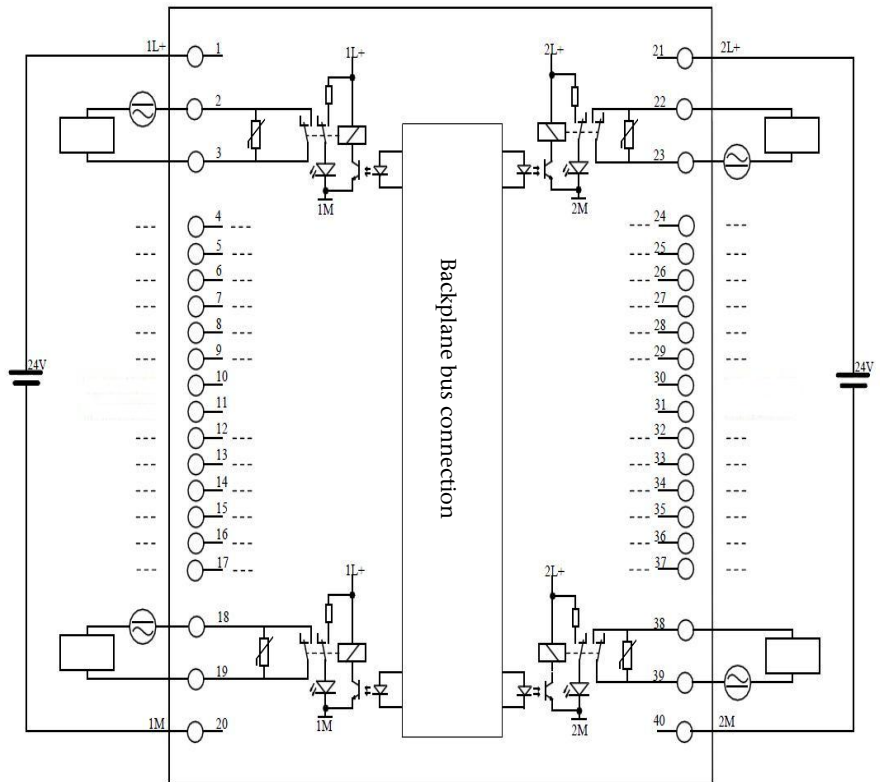 1L+ 1 1L+ 2L+ 21 2L+
2 22
3 23
1M 2M
4 24
5 25
6 26
7 27
8 28
9 29
24V 10 30 24V
11 31
12 32
13 33
14 34
15 35
16 36
17 37
Backplane bus connection
1L+ 2L+
18 38
19 39
1M 20 1M 2M 40 2M